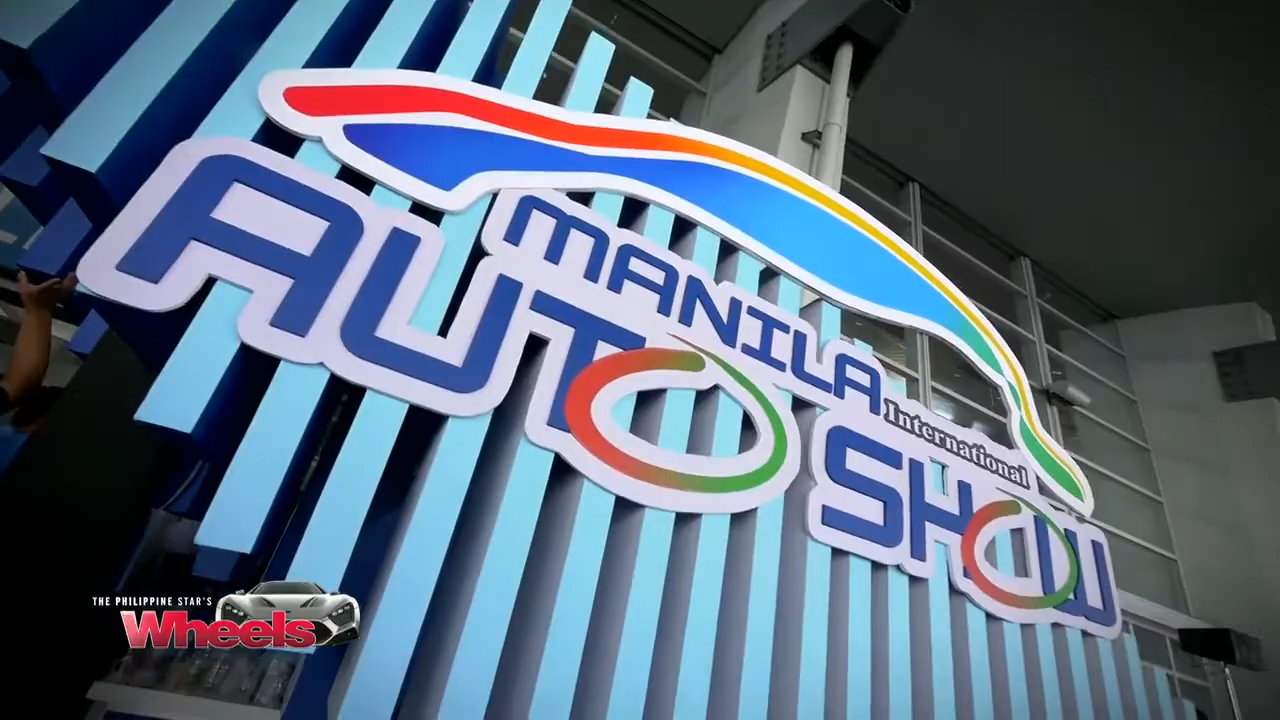 MANILA
International
AUTO SHOW
THE PHILIPPINE STAR'S
Wheels